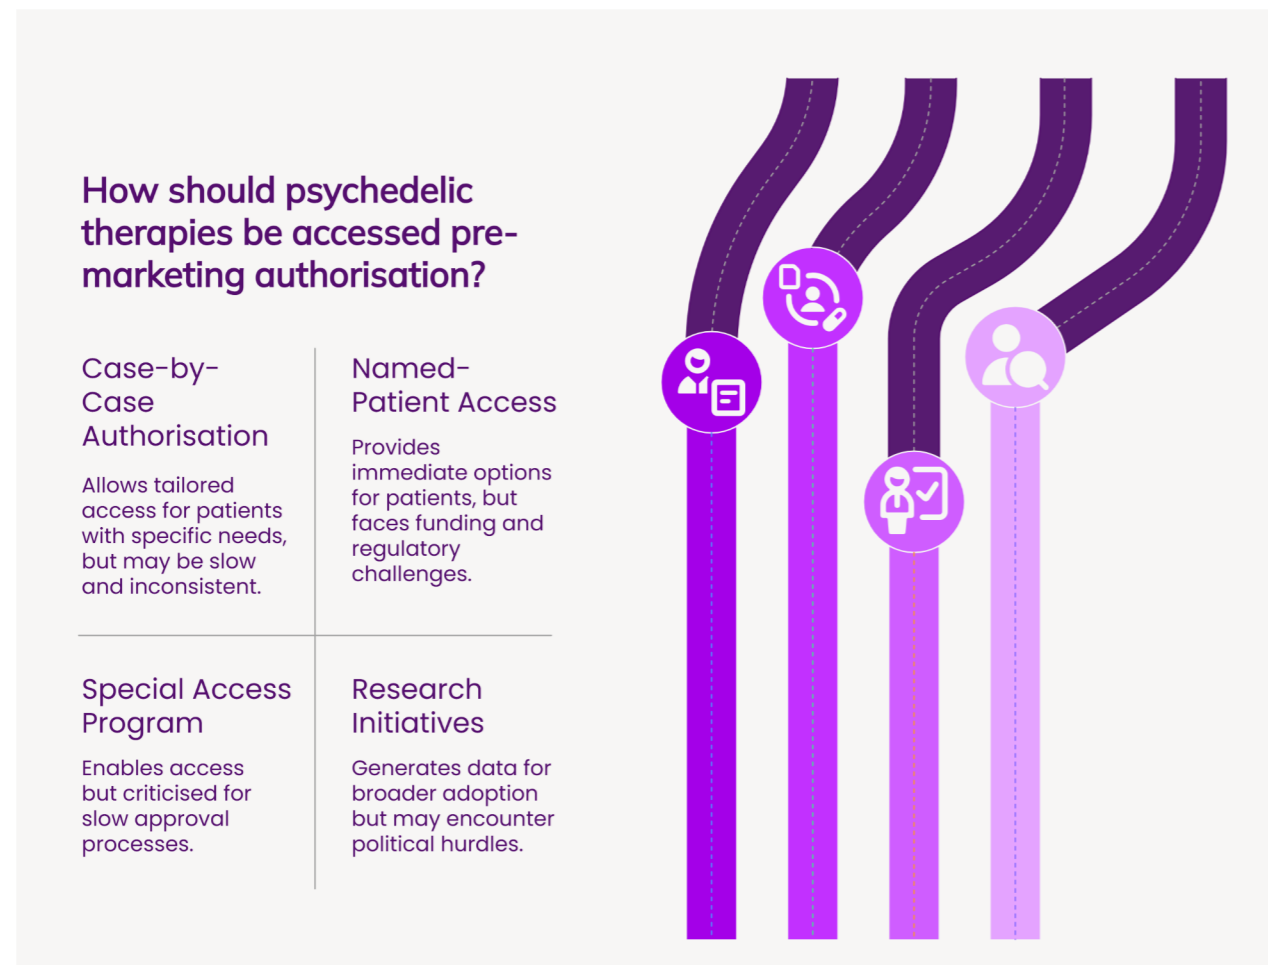 How should psychedelic
therapies be accessed pre-
marketing authorisation?
Case-by-
Case
Authorisation
Allows tailored
access for patients
with specific needs,
but may be slow
and inconsistent.
Named-
Patient Access
Provides
immediate options
for patients, but
faces funding and
regulatory
challenges.
Special Access
Program
Enables access
but criticised for
slow approval
processes.
Research
Initiatives
Generates data for
broader adoption
but may encounter
political hurdles.